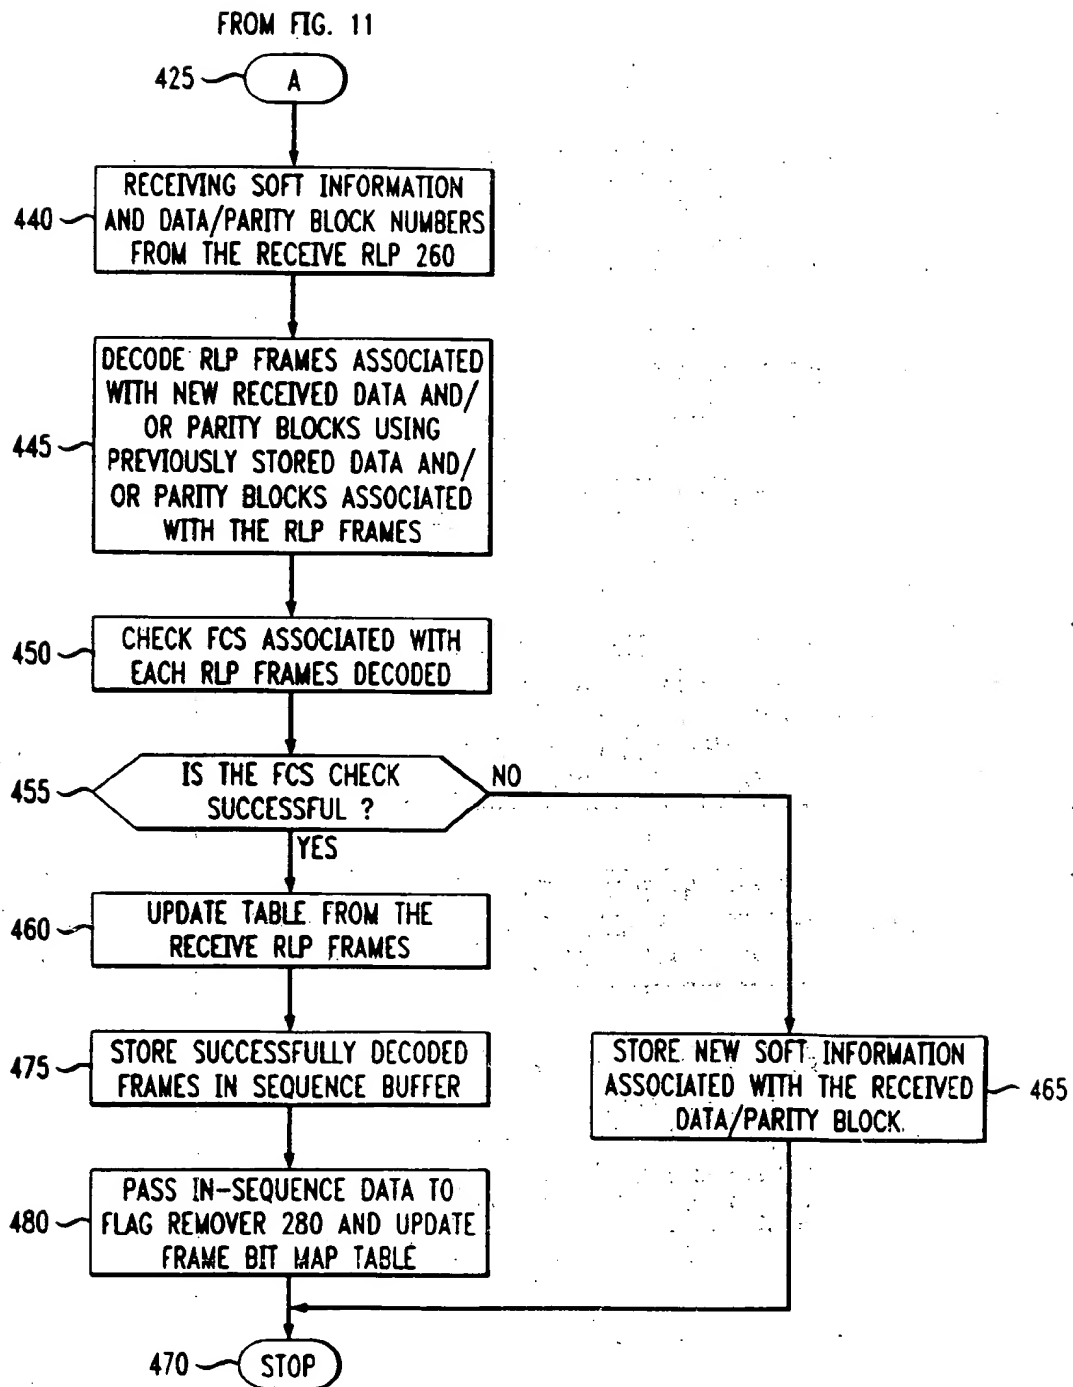 FROM FIG. 11
425
A
RECEIVING SOFT INFORMATION
AND DATA/PARITY BLOCK NUMBERS
FROM THE RECEIVE RLP 260
440
DECODE RLP FRAMES ASSOCIATED
WITH NEW RECEIVED DATA AND/
OR PARITY BLOCKS USING
PREVIOUSLY STORED DATA AND/
OR PARITY BLOCKS ASSOCIATED
WITH THE RLP FRAMES
445
CHECK FCS ASSOCIATED WITH
EACH RLP FRAMES DECODED
450
IS THE FCS CHECK
SUCCESSFUL ?
455
NO
YES
UPDATE TABLE FROM THE
RECEIVE RLP FRAMES
460
STORE SUCCESSFULLY DECODED
FRAMES IN SEQUENCE BUFFER
475
STORE NEW SOFT INFORMATION
ASSOCIATED WITH THE RECEIVED
DATA/PARITY BLOCK.
465
PASS IN-SEQUENCE DATA TO
FLAG REMOVER 280 AND UPDATE
FRAME BIT MAP TABLE
480
470
STOP